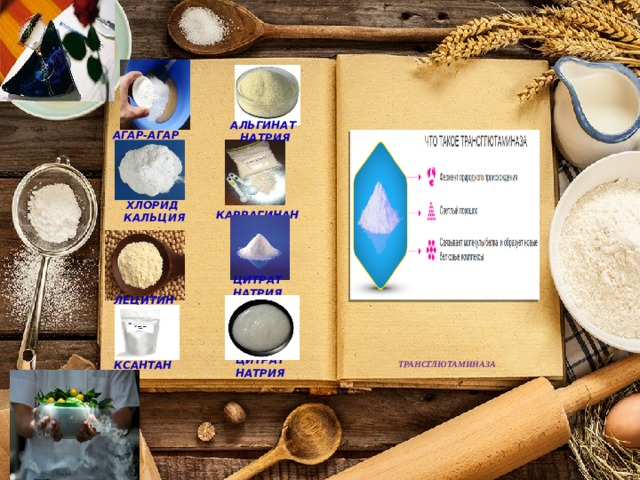 АГАР-АГАР
АЛЬГИНАТ
НАТРИЯ
ХЛОРИД
КАЛЬЦИЯ
КАРРАГИНАН
ЛЕЦИТИН
ЦИТРАТ
НАТРИЯ
КСАНТАН
ЦИТРАТ
НАТРИЯ
ЧТО ТАКОЕ ТРАНСГЛЮТАМИНАЗА
Фермент природного происхождения
Светлый порошок
Связывает молекулы белка и образует новые
белковые комплексы
ТРАНСГЛЮТАМИНАЗА